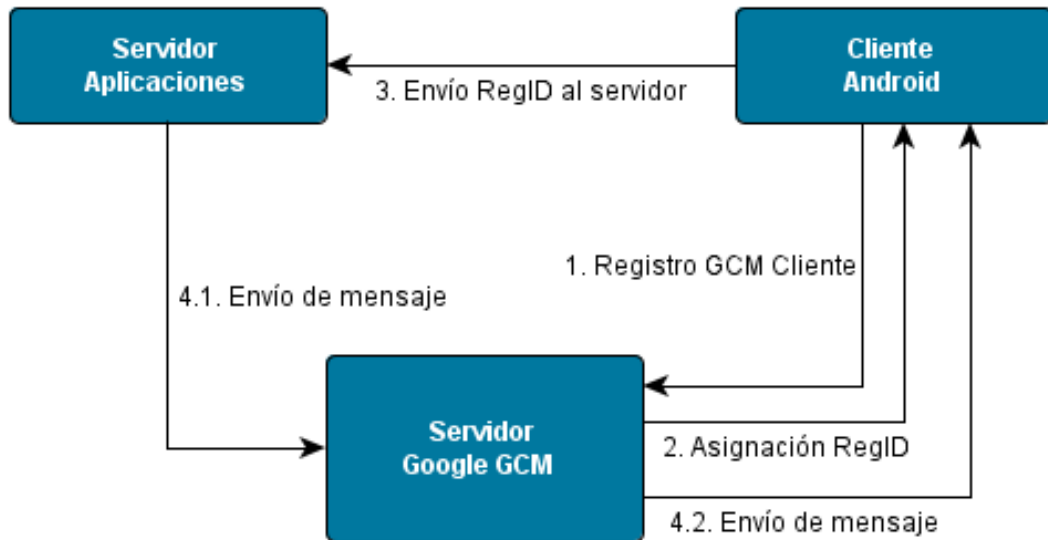 Servidor
Aplicaciones
Cliente
Android
3. Envío RegID al servidor
1. Registro GCM Cliente
4.1. Envío de mensaje
Servidor
Google GCM
2. Asignación RegID
4.2. Envío de mensaje